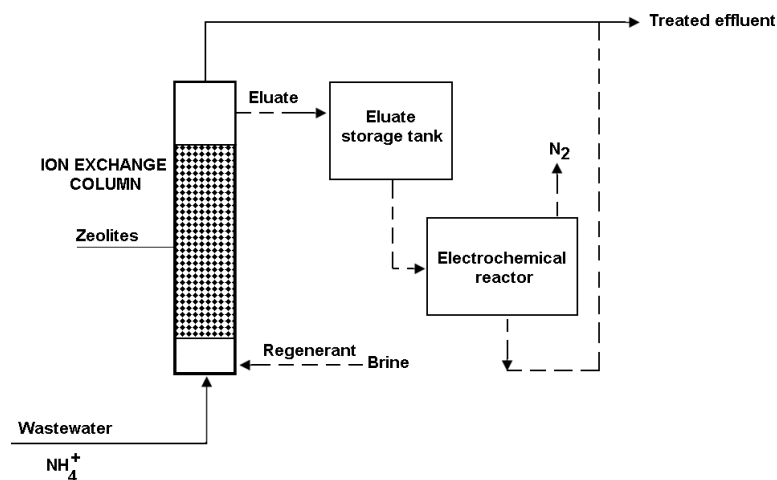 Treated effluent
Eluate
Eluate
storage tank
N2
ION EXCHANGE
COLUMN
Zeolites
Electrochemical
reactor
Regenerant
Brine
Wastewater
NH4+